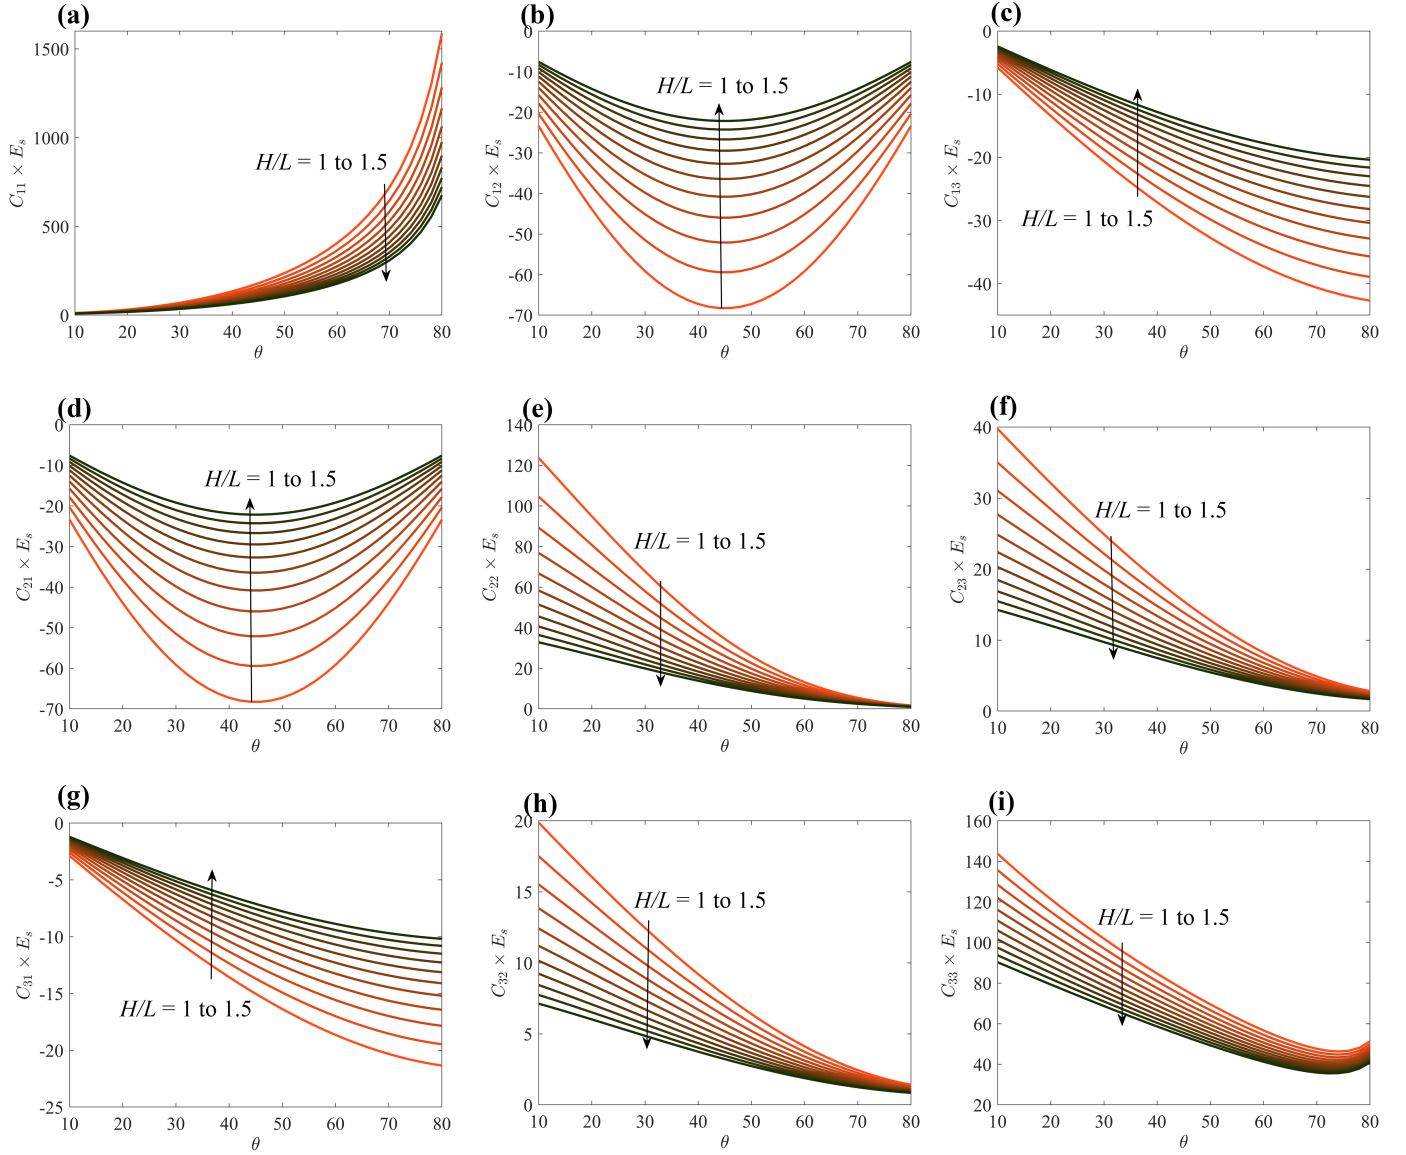 (a)
1500
1000
500
0
C₁₁ × Eₛ
H/L = 1 to 1.5
10 20 30 40 50 60 70 80
θ
(b)
0
-10
-20
-30
-40
-50
-60
-70
C₁₂ × Eₛ
H/L = 1 to 1.5
10 20 30 40 50 60 70 80
θ
(c)
0
-10
-20
-30
-40
C₁₃ × Eₛ
H/L = 1 to 1.5
10 20 30 40 50 60 70 80
θ
(d)
0
-10
-20
-30
-40
-50
-60
-70
C₂₁ × Eₛ
H/L = 1 to 1.5
10 20 30 40 50 60 70 80
θ
(e)
140
120
100
80
60
40
20
0
C₂₂ × Eₛ
H/L = 1 to 1.5
10 20 30 40 50 60 70 80
θ
(f)
40
30
20
10
0
C₂₃ × Eₛ
H/L = 1 to 1.5
10 20 30 40 50 60 70 80
θ
(g)
0
-5
-10
-15
-20
-25
C₃₁ × Eₛ
H/L = 1 to 1.5
10 20 30 40 50 60 70 80
θ
(h)
20
15
10
5
0
C₃₂ × Eₛ
H/L = 1 to 1.5
10 20 30 40 50 60 70 80
θ
(i)
160
140
120
100
80
60
40
20
C₃₃ × Eₛ
H/L = 1 to 1.5
10 20 30 40 50 60 70 80
θ